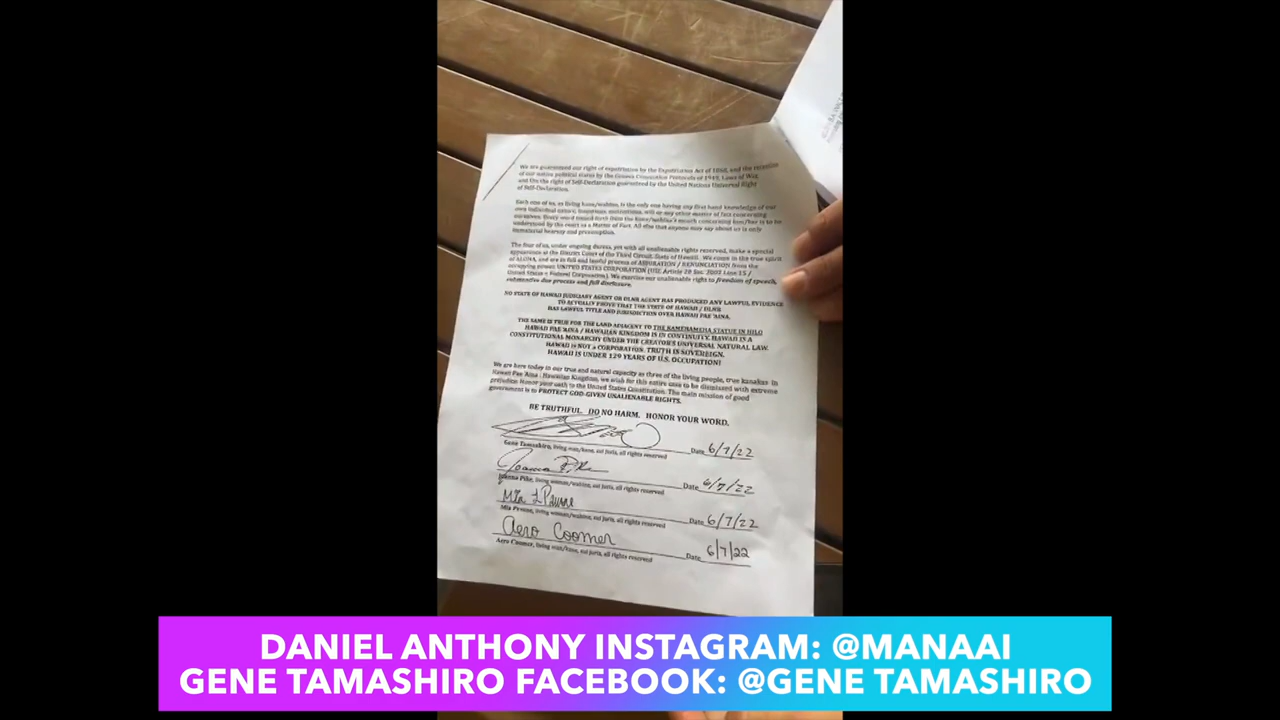 We are guaranteed our right of expatriation by the Expatriation Act of 1868, and the retention
of our native political status by the Geneva Convention Protocols of 1949, Laws of War,
and the right of Self-Declaration guaranteed by the United Nations Universal Right
of Self-Declaration.
Each one of us, as living kane/wahine, is the only one having any first hand knowledge of our
own individual nature, intentions, will or any other matter of fact concerning
ourselves. Every word issued forth from the kane/wahine's mouth concerning him/her is to be
understood by the court as a Matter of Fact. All else that anyone may say about us is only
immaterial hearsay and presumption.
The four of us, under ongoing duress, yet with all unalienable rights reserved, make a special
appearance at the District Court of the Third Circuit, State of Hawaii. We come in the true spirit
of ALOHA, and are in full and lawful process of ABJURATION / RENUNCIATION from the
occupying power: UNITED STATES CORPORATION (USC Article 28 Sec. 3002 Line 15 /
United States = Federal Corporation). We exercise our unalienable right to freedom of speech,
substantive due process and full disclosure.
NO STATE OF HAWAII JUDICIARY AGENT OR DLNR AGENT HAS PRODUCED ANY LAWFUL EVIDENCE
TO ACTUALLY PROVE THAT THE STATE OF HAWAII / DLNR
HAS LAWFUL TITLE AND JURISDICTION OVER HAWAII PAE 'AINA.
THE SAME IS TRUE FOR THE LAND ADJACENT TO THE KAMEHAMEHA STATUE IN HILO
HAWAII PAE'AINA / HAWAIIAN KINGDOM IS IN CONTINUITY. HAWAII IS A
CONSTITUTIONAL MONARCHY UNDER THE CREATOR'S UNIVERSAL NATURAL LAW.
HAWAII IS NOT A CORPORATION. TRUTH IS SOVEREIGN.
HAWAII IS UNDER 129 YEARS OF U.S. OCCUPATION!
We are here today in our true and natural capacity as three of the living people, true kanakas in
Hawaii Pae 'Aina - Hawaiian Kingdom, we wish for this entire case to be dismissed with extreme
prejudice. Honor your oath to the United States Constitution. The main mission of good
government is to PROTECT GOD-GIVEN UNALIENABLE RIGHTS.
BE TRUTHFUL. DO NO HARM. HONOR YOUR WORD.
Gene Tamashiro, living man/kane, sui juris, all rights reserved Date 6/7/22
Joanna Pike
Joanna Pike, living woman/wahine, sui juris, all rights reserved Date 6/7/22
Mia Provne, living woman/wahine, sui juris, all rights reserved Date 6/7/22
Aero Coomer
Aero Coomer, living man/kane, sui juris, all rights reserved Date 6/7/22
DANIEL ANTHONY INSTAGRAM: @MANAAI
GENE TAMASHIRO FACEBOOK: @GENE TAMASHIRO